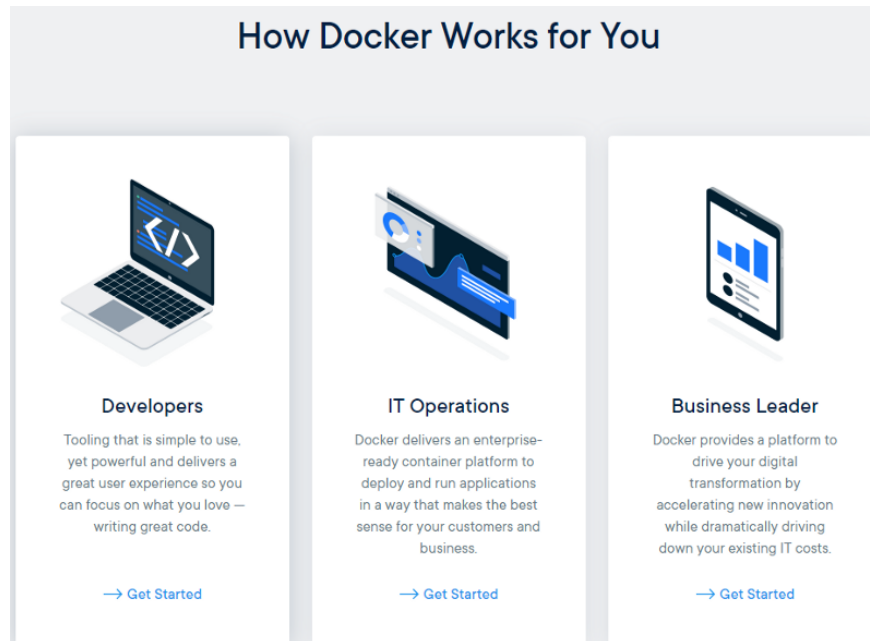 How Docker Works for You
</>
Developers
Tooling that is simple to use,
yet powerful and delivers a
great user experience so you
can focus on what you love —
writing great code.
→ Get Started
IT Operations
Docker delivers an enterprise-
ready container platform to
deploy and run applications
in a way that makes the best
sense for your customers and
business.
→ Get Started
Business Leader
Docker provides a platform to
drive your digital
transformation by
accelerating new innovation
while dramatically driving
down your existing IT costs.
→ Get Started